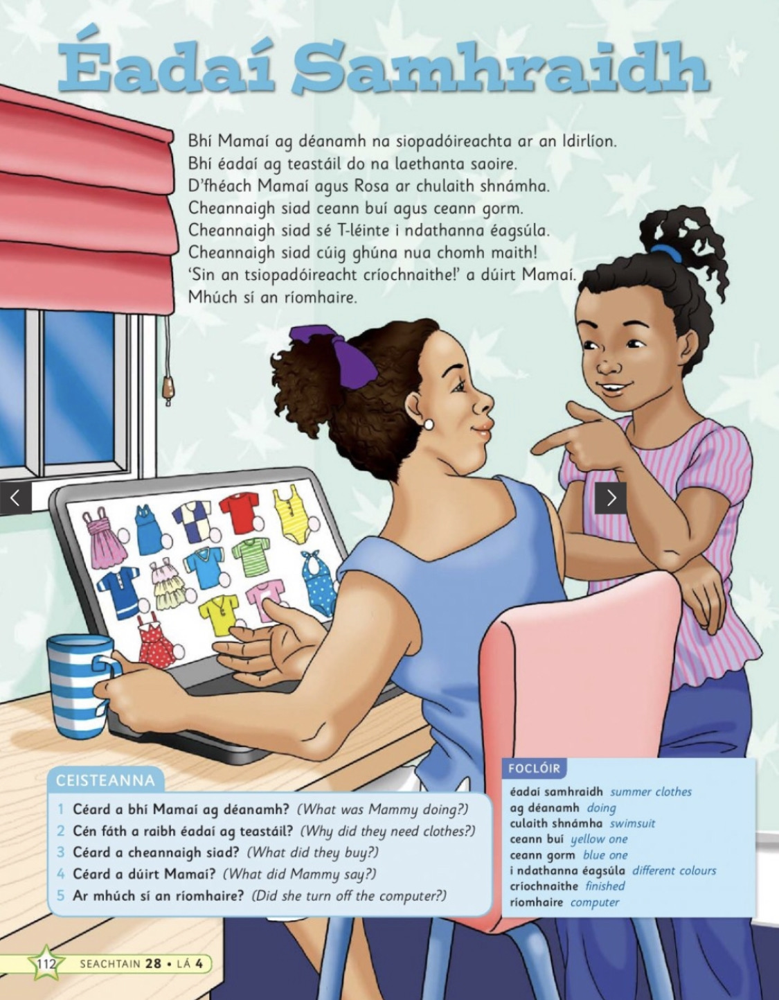 Éadaí Samhraidh
Bhí Mamaí ag déanamh na siopadóireachta ar an Idirlíon.
Bhí éadaí ag teastáil do na laethanta saoire.
D'fhéach Mamaí agus Rosa ar chulaith shnámha.
Cheannaigh siad ceann buí agus ceann gorm.
Cheannaigh siad sé T-léinte i ndathanna éagsúla.
Cheannaigh siad cúig ghúna nua chomh maith!
‘Sin an tsiopadóireacht críochnaithe!’ a dúirt Mamaí.
Mhúch sí an ríomhaire.
CEISTEANNA
1 Céard a bhí Mamaí ag déanamh? (What was Mammy doing?)
2 Cén fáth a raibh éadaí ag teastáil? (Why did they need clothes?)
3 Céard a cheannaigh siad? (What did they buy?)
4 Céard a dúirt Mamaí? (What did Mammy say?)
5 Ar mhúch sí an ríomhaire? (Did she turn off the computer?)
FOCLÓIR
éadaí samhraidh summer clothes
ag déanamh doing
culaith shnámha swimsuit
ceann buí yellow one
ceann gorm blue one
i ndathanna éagsúla different colours
críochnaithe finished
ríomhaire computer
112 SEACHTAIN 28 • LÁ 4